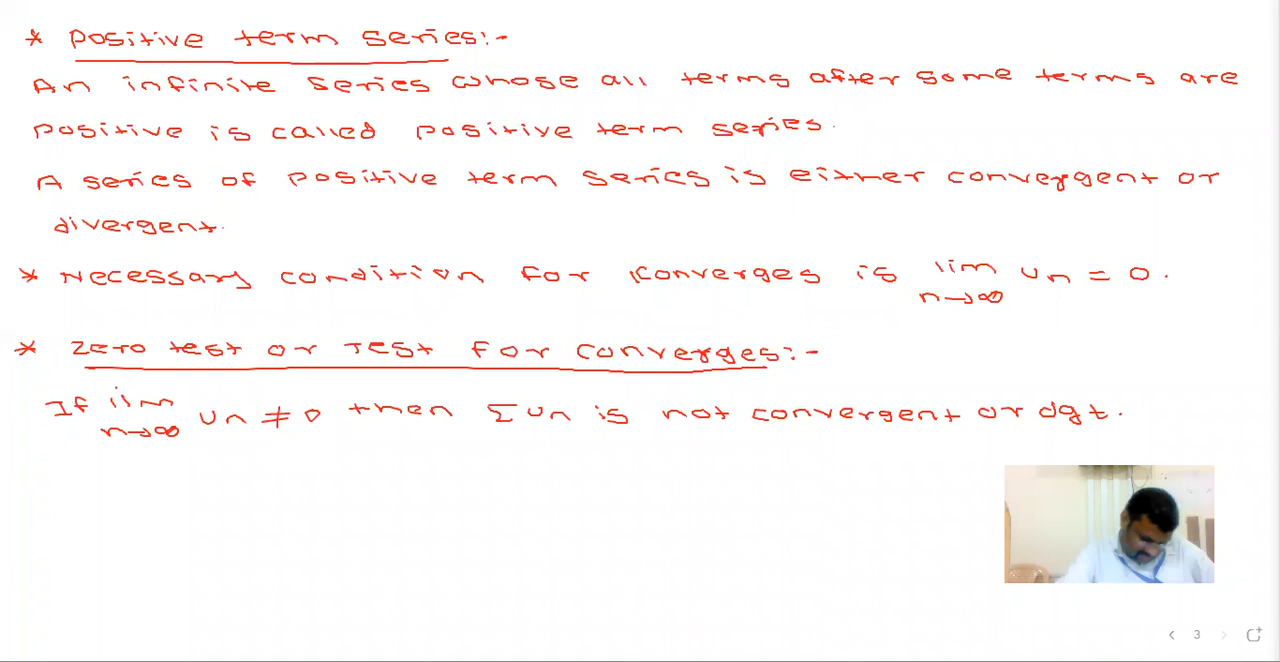 * Positive term series:-
An infinite series whose all terms after some terms are
positive is called positive term series.
A series of positive term series is either convergent or
divergent.
* Necessary condition for converges is lim n→∞ un = 0.
* Zero test or Test for converges:-
If lim n→∞ un ≠ 0 then Σun is not convergent or dgt.
< 3 >